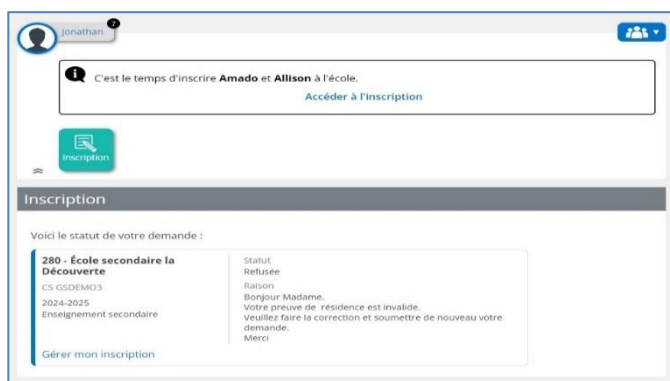 Jonathan
?
C'est le temps d'inscrire Amado et Allison à l'école.
Accéder à l'inscription
Inscription
Inscription
Voici le statut de votre demande :
280 - École secondaire la
Découverte
CS GSDEMO3
2024-2025
Enseignement secondaire
Gérer mon inscription
Statut
Refusée
Raison
Bonjour Madame,
Votre preuve de résidence est invalide.
Veuillez faire la correction et soumettre de nouveau votre
demande.
Merci